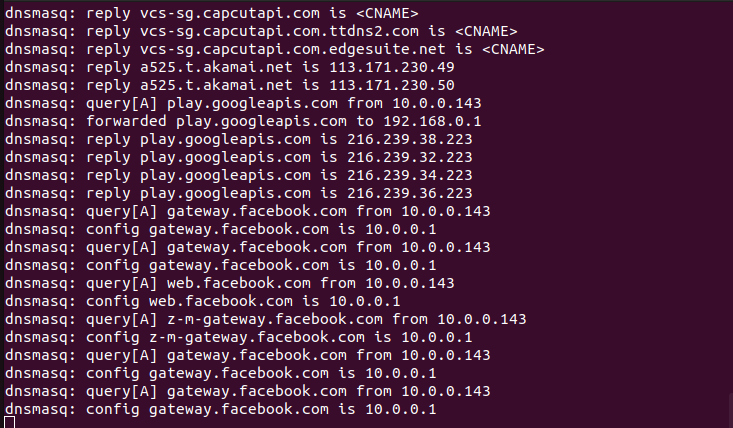 dnsmasq: reply vcs-sg.capcutapi.com is <CNAME>
dnsmasq: reply vcs-sg.capcutapi.com.ttdns2.com is <CNAME>
dnsmasq: reply vcs-sg.capcutapi.com.edgesuite.net is <CNAME>
dnsmasq: reply a525.t.akamai.net is 113.171.230.49
dnsmasq: reply a525.t.akamai.net is 113.171.230.50
dnsmasq: query[A] play.googleapis.com from 10.0.0.143
dnsmasq: forwarded play.googleapis.com to 192.168.0.1
dnsmasq: reply play.googleapis.com is 216.239.38.223
dnsmasq: reply play.googleapis.com is 216.239.32.223
dnsmasq: reply play.googleapis.com is 216.239.34.223
dnsmasq: reply play.googleapis.com is 216.239.36.223
dnsmasq: query[A] gateway.facebook.com from 10.0.0.143
dnsmasq: config gateway.facebook.com is 10.0.0.1
dnsmasq: query[A] gateway.facebook.com from 10.0.0.143
dnsmasq: config gateway.facebook.com is 10.0.0.1
dnsmasq: query[A] web.facebook.com from 10.0.0.143
dnsmasq: config web.facebook.com is 10.0.0.1
dnsmasq: query[A] z-m-gateway.facebook.com from 10.0.0.143
dnsmasq: config z-m-gateway.facebook.com is 10.0.0.1
dnsmasq: query[A] gateway.facebook.com from 10.0.0.143
dnsmasq: config gateway.facebook.com is 10.0.0.1
dnsmasq: query[A] gateway.facebook.com from 10.0.0.143
dnsmasq: config gateway.facebook.com is 10.0.0.1